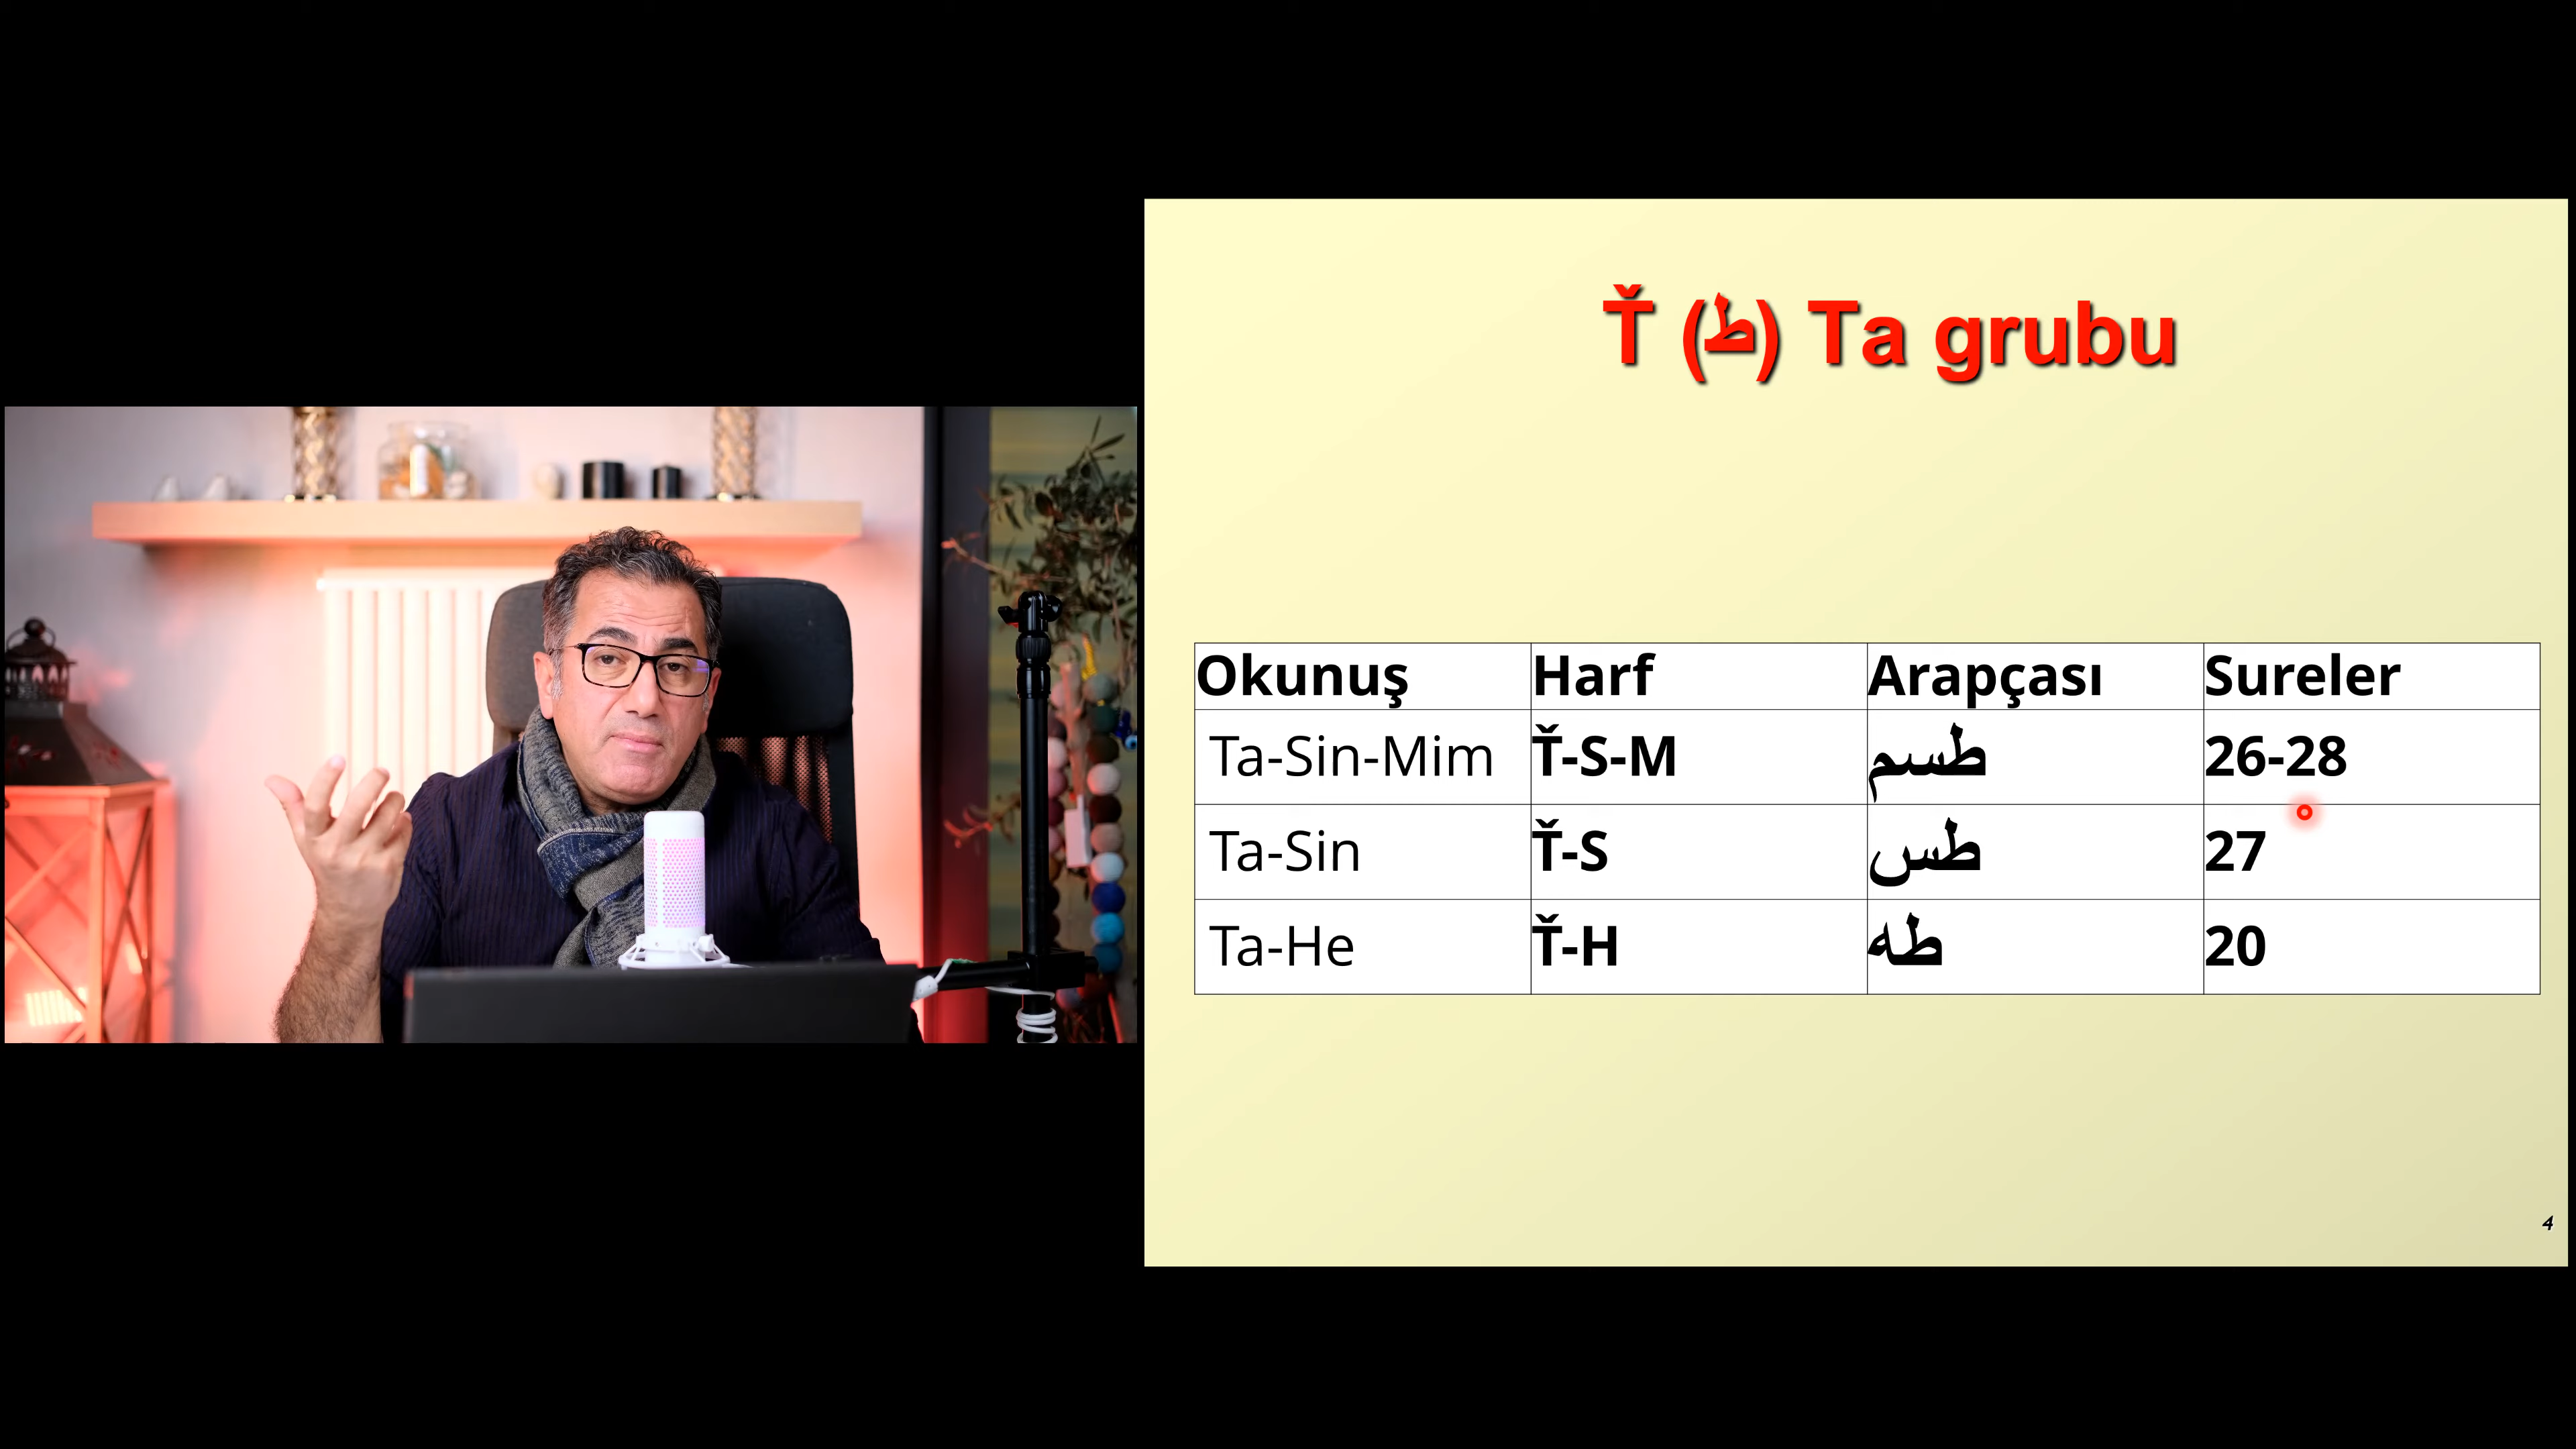 Ť (ط) Ta grubu
Okunuş Harf Arapçası Sureler
Ta-Sin-Mim Ť-S-M طسم 26-28
Ta-Sin Ť-S طس 27
Ta-He Ť-H طه 20
4